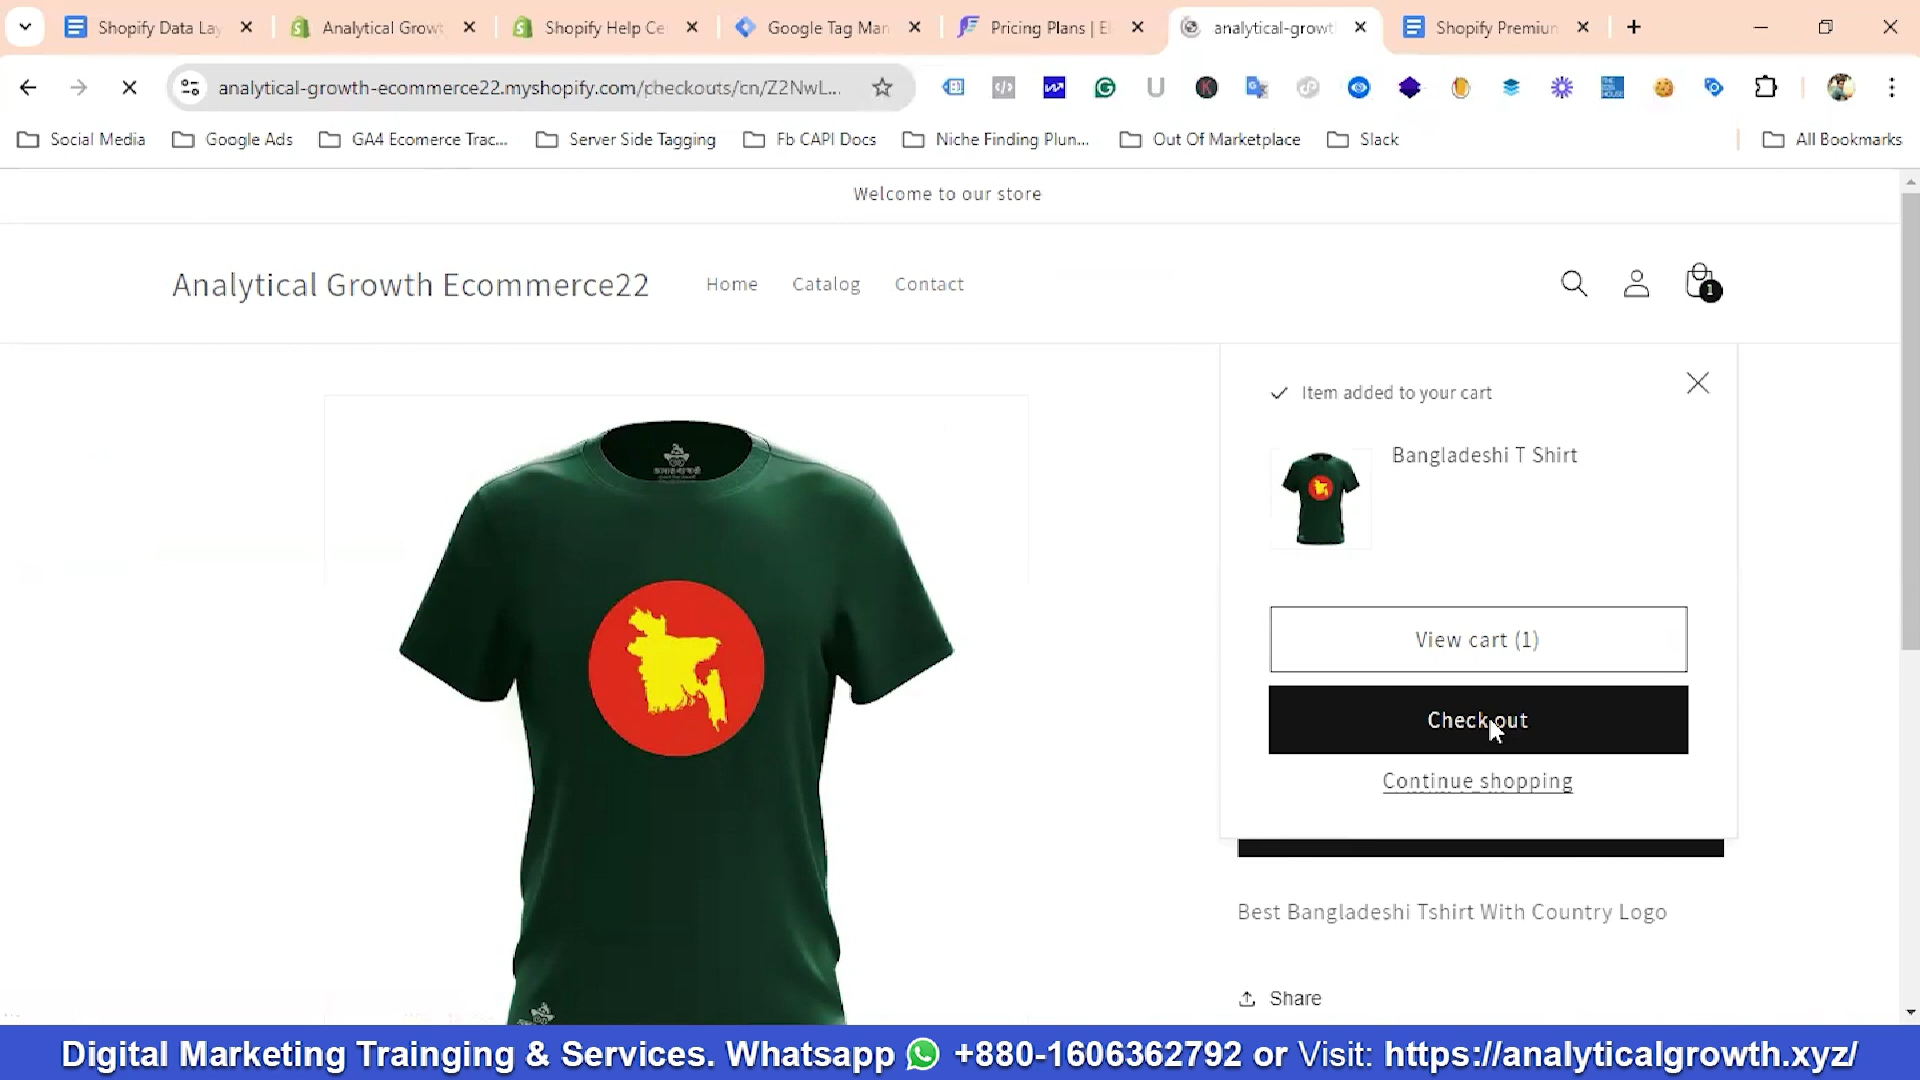 Shopify Data Lay
Analytical Growt
Shopify Help Ce
Google Tag Man
Pricing Plans | El
analytical-growt
Shopify Premiun
analytical-growth-ecommerce22.myshopify.com/checkouts/cn/Z2NwL...
Social Media
Google Ads
GA4 Ecomerce Trac...
Server Side Tagging
Fb CAPI Docs
Niche Finding Plun...
Out Of Marketplace
Slack
All Bookmarks
Welcome to our store
Analytical Growth Ecommerce22
Home
Catalog
Contact
1
Item added to your cart
Bangladeshi T Shirt
View cart (1)
Check out
Continue shopping
Best Bangladeshi Tshirt With Country Logo
Share
Digital Marketing Trainging & Services. Whatsapp +880-1606362792 or Visit: https://analyticalgrowth.xyz/